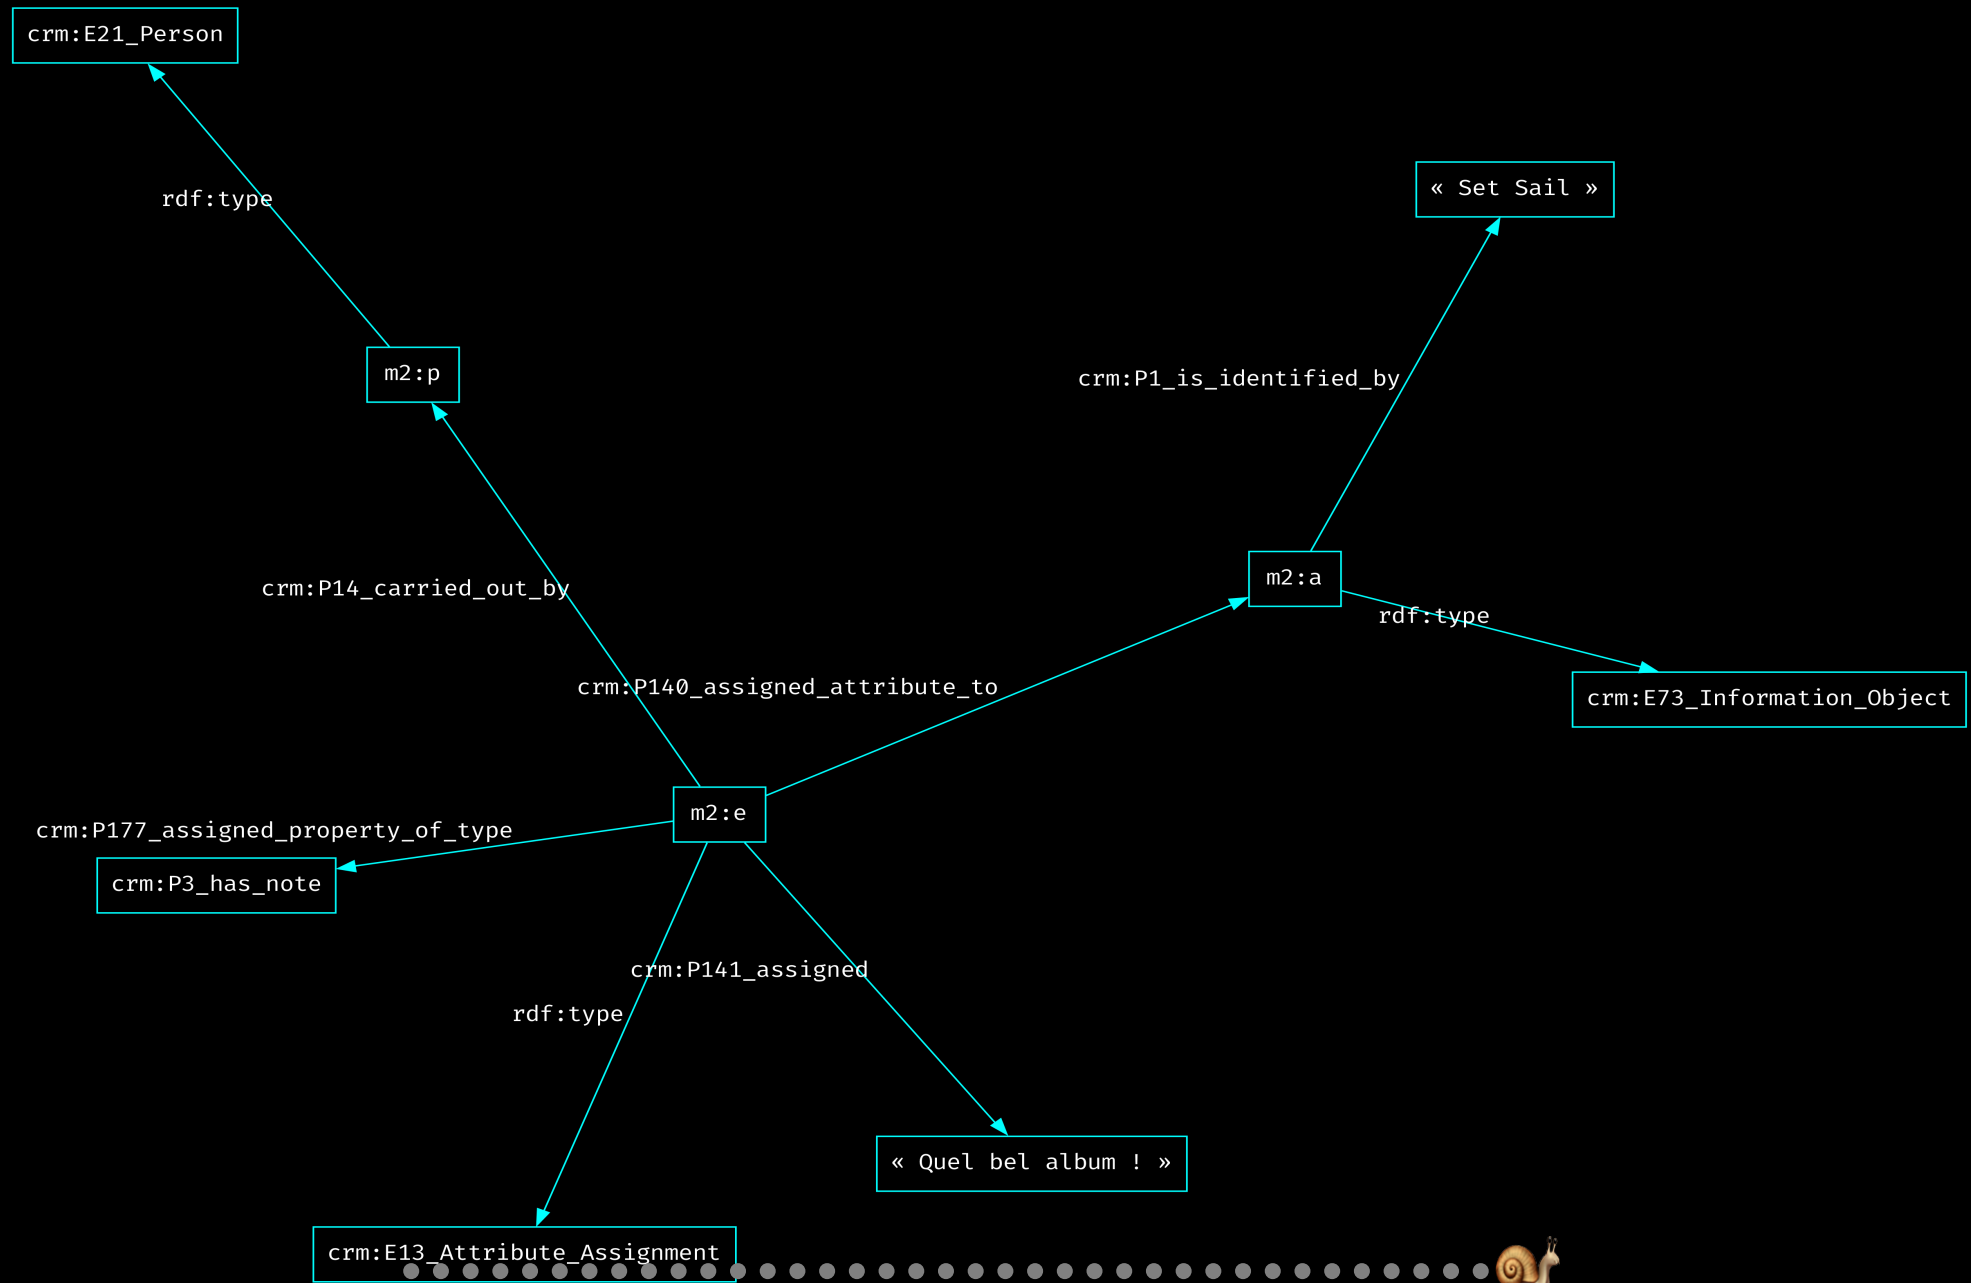 crm:E21_Person
« Set Sail »
rdf:type
m2:p
crm:P1_is_identified_by
m2:a
crm:P14_carried_out_by
rdf:type
crm:P140_assigned_attribute_to
crm:E73_Information_Object
m2:e
crm:P177_assigned_property_of_type
crm:P3_has_note
crm:P141_assigned
rdf:type
« Quel bel album ! »
crm:E13_Attribute_Assignment